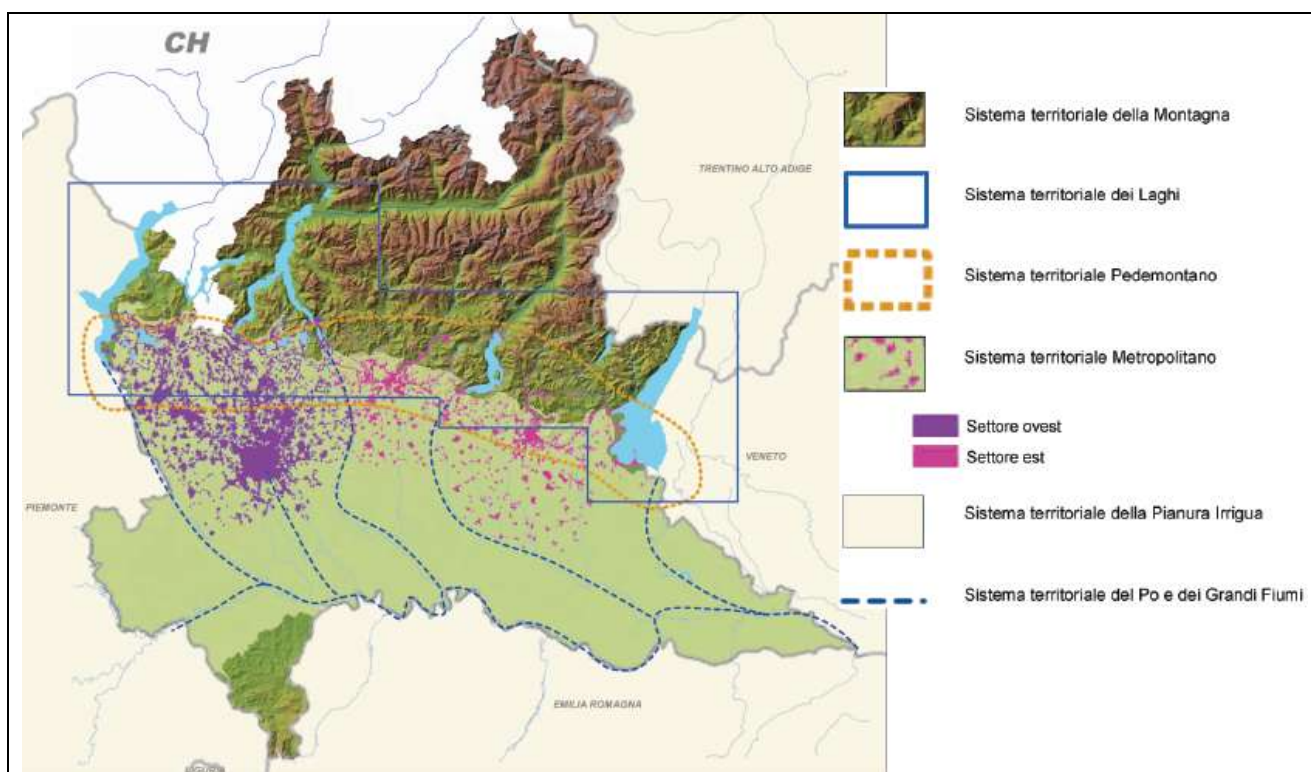 CH
TRENTINO ALTO ADIGE
VENETO
PIEMONTE
EMILIA ROMAGNA
Sistema territoriale della Montagna
Sistema territoriale dei Laghi
Sistema territoriale Pedemontano
Sistema territoriale Metropolitano
Settore ovest
Settore est
Sistema territoriale della Pianura Irrigua
Sistema territoriale del Po e dei Grandi Fiumi